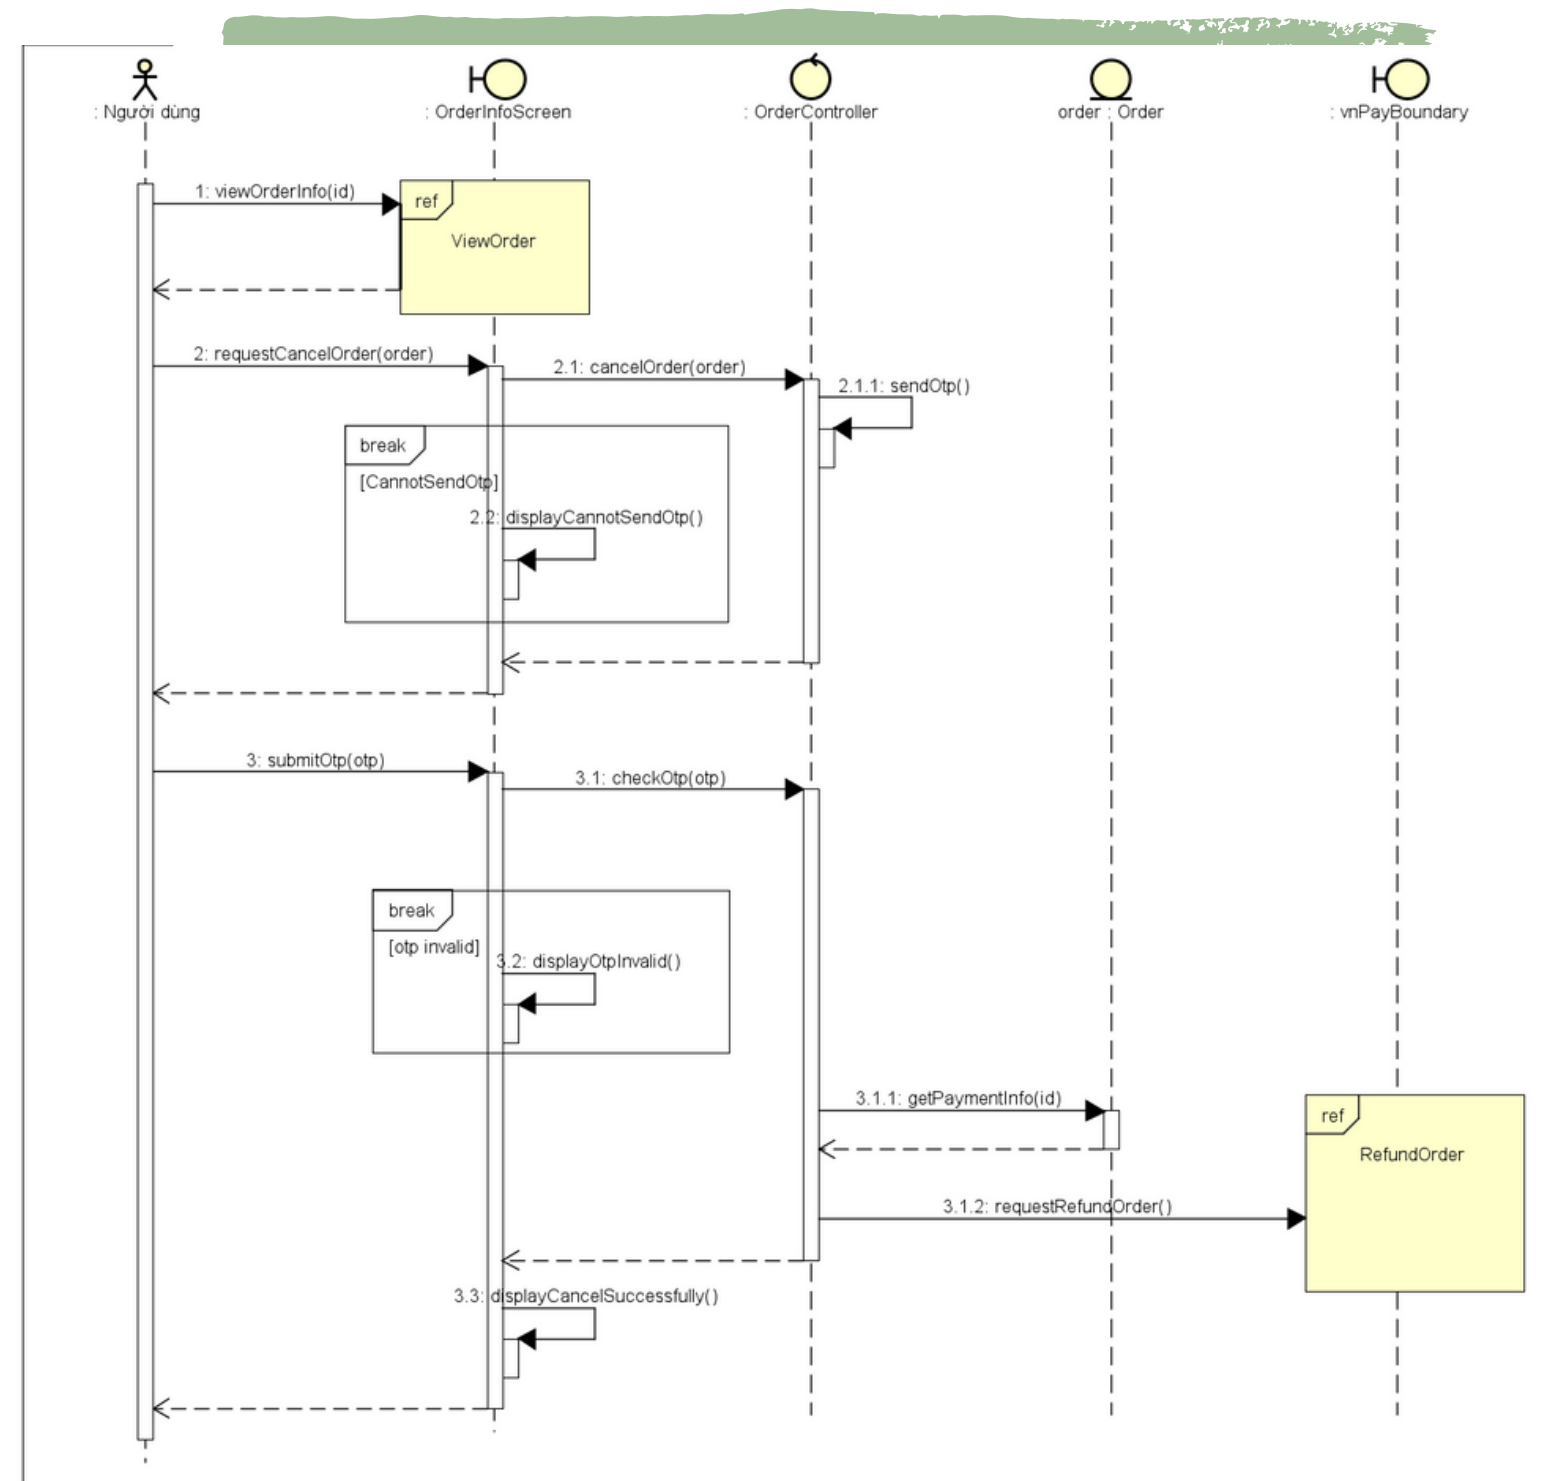 : Người dùng
: OrderInfoScreen
: OrderController
order : Order
: vnPayBoundary
1: viewOrderInfo(id)
ref
ViewOrder
2: requestCancelOrder(order)
2.1: cancelOrder(order)
2.1.1: sendOtp()
break
[CannotSendOtp]
2.2: displayCannotSendOtp()
3: submitOtp(otp)
3.1: checkOtp(otp)
break
[otp invalid]
3.2: displayOtpInvalid()
3.1.1: getPaymentInfo(id)
ref
RefundOrder
3.1.2: requestRefundOrder()
3.3: displayCancelSuccessfully()